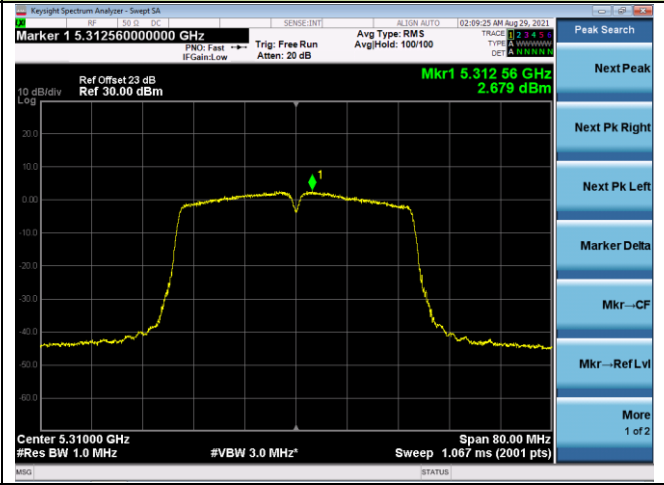 Keysight Spectrum Analyzer - Swept SA
RF 50 Ω DC SENSE:INT ALIGN AUTO 02:09:25 AM Aug 29, 2021
Marker 1 5.312560000000 GHz
PNO: Fast
IFGain:Low
Trig: Free Run
Atten: 20 dB
Avg Type: RMS
Avg|Hold: 100/100
TRACE 1 2 3 4 5 6
TYPE A WWWWW
DET A N N N N N
Peak Search
Next Peak
Next Pk Right
Next Pk Left
Marker Delta
Mkr→CF
Mkr→Ref Lvl
More
1 of 2
Mkr1 5.312 56 GHz
2.679 dBm
Ref Offset 23 dB
10 dB/div Ref 30.00 dBm
Log
20.0
10.0
0.00
-10.0
-20.0
-30.0
-40.0
-50.0
-60.0
1
Center 5.31000 GHz Span 80.00 MHz
#Res BW 1.0 MHz #VBW 3.0 MHz* Sweep 1.067 ms (2001 pts)
MSG STATUS